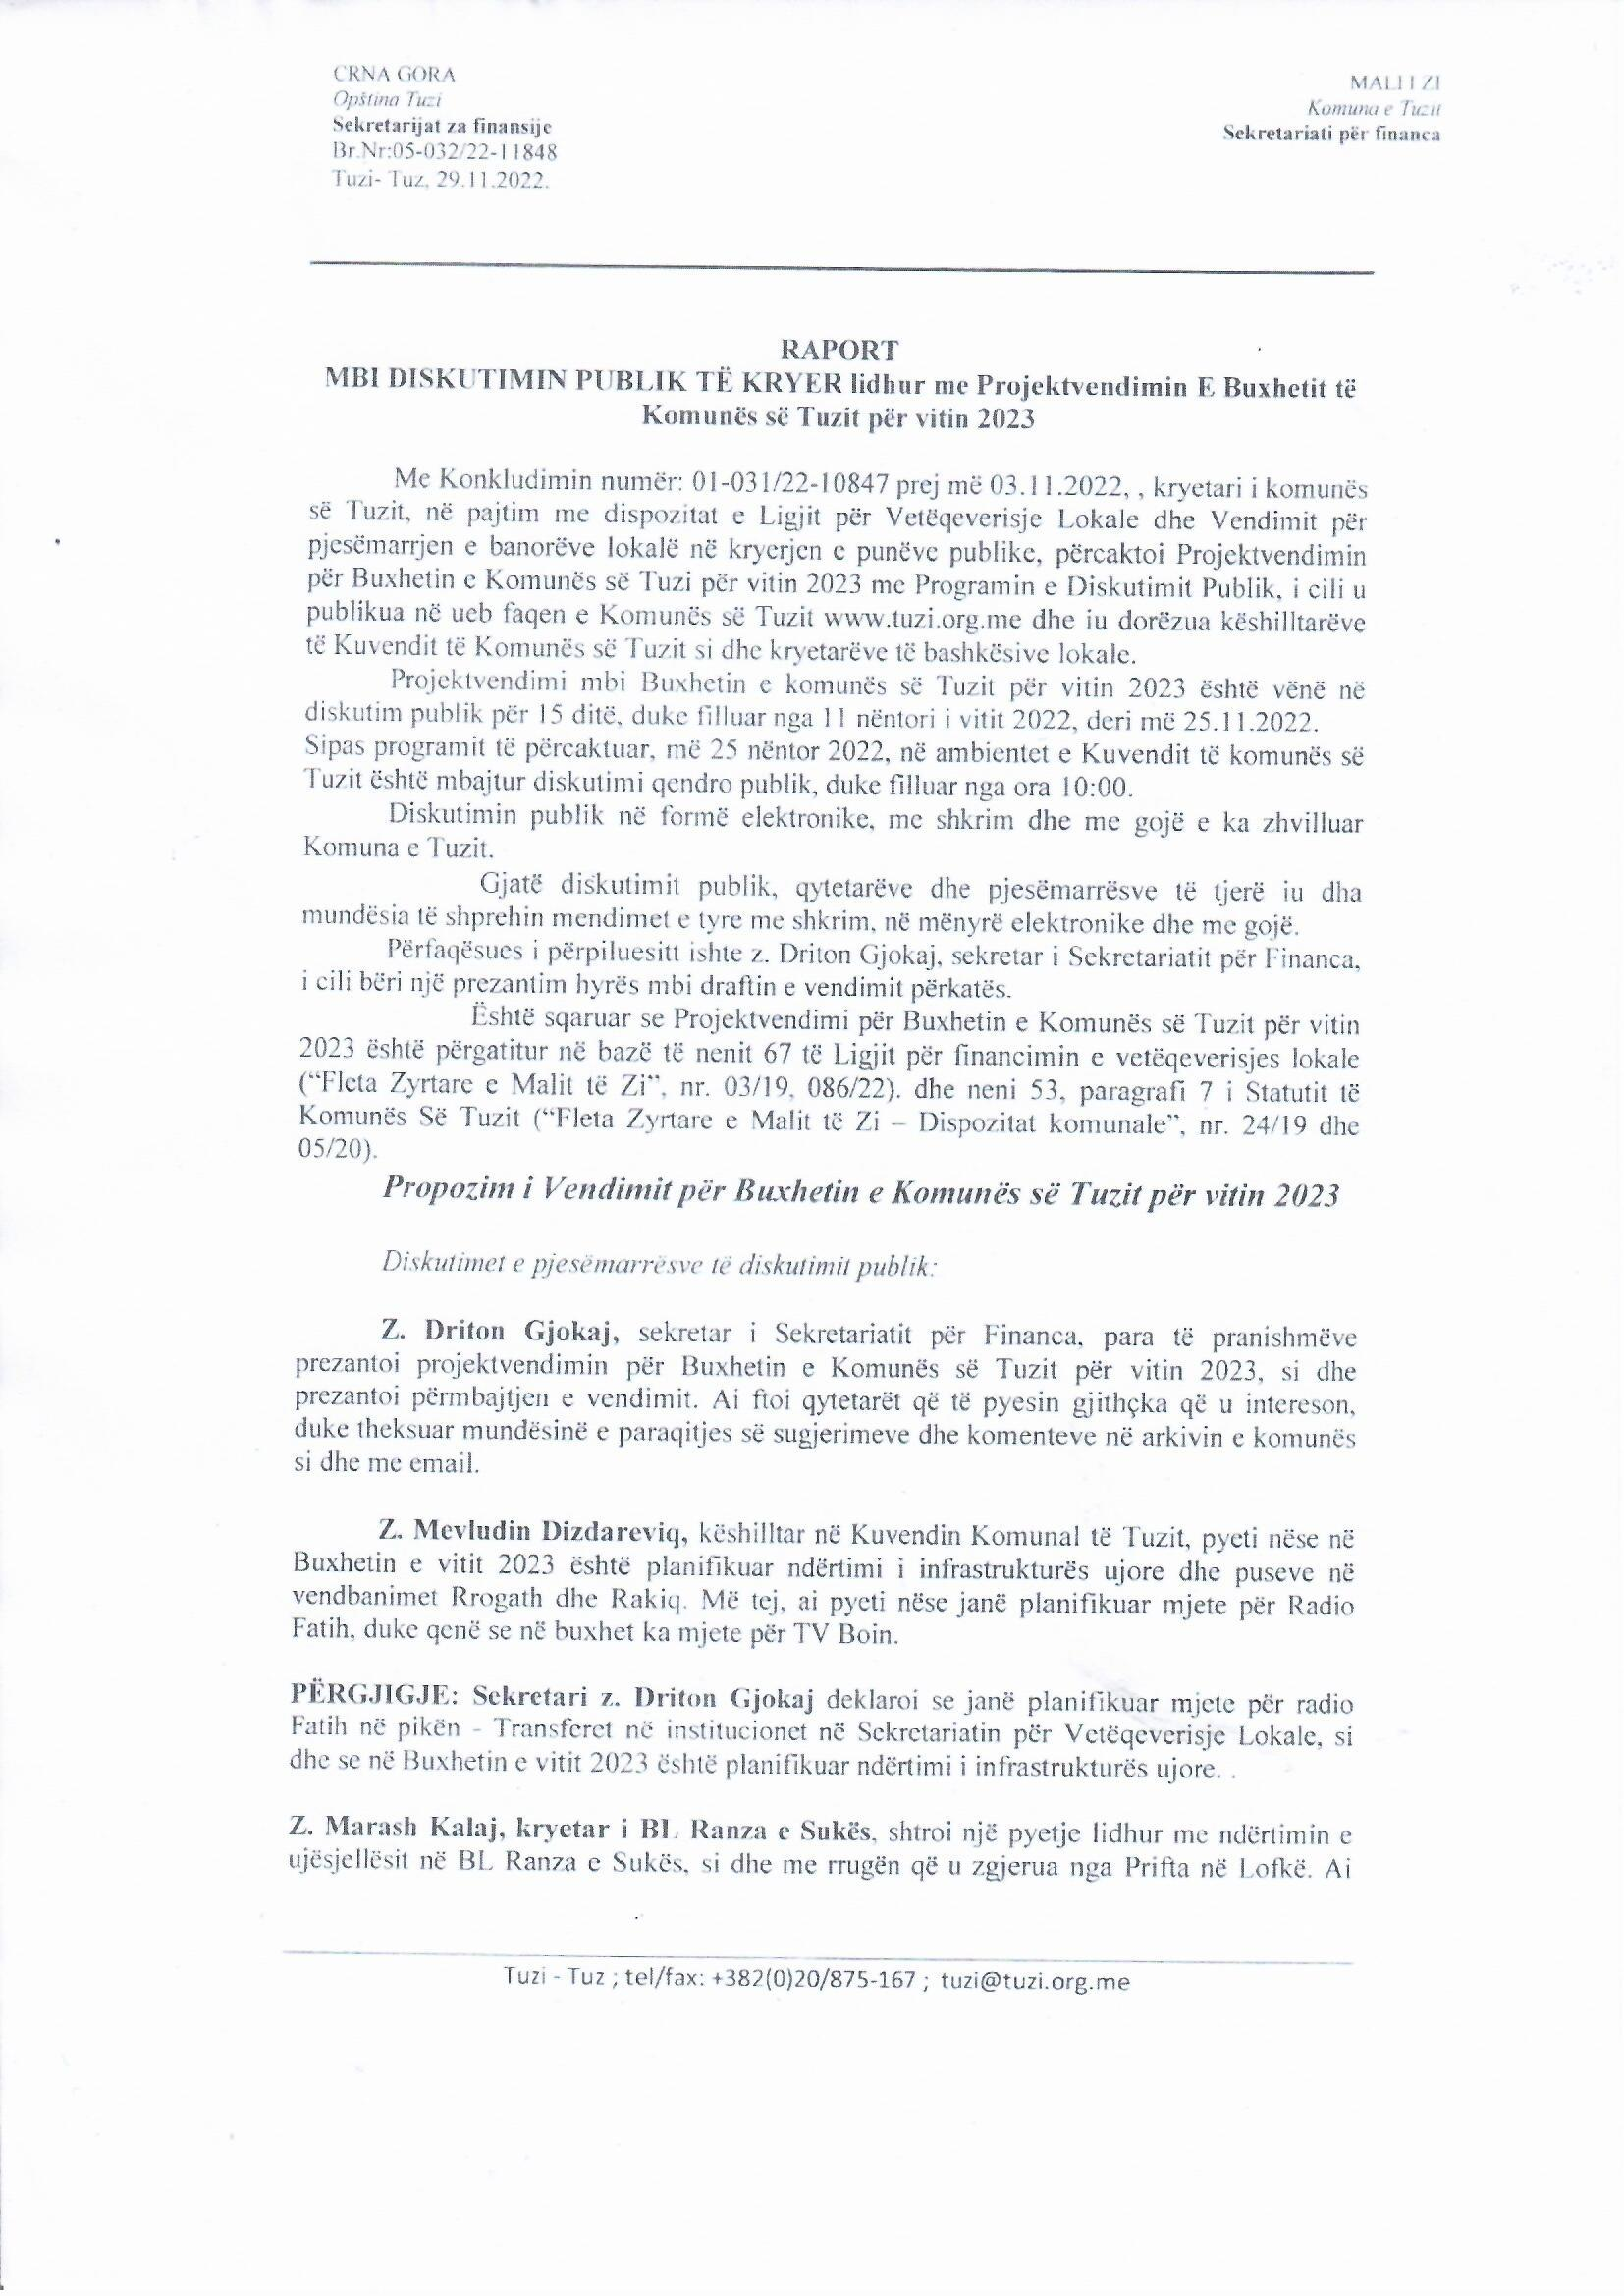 CRNA GORA
Opština Tuzi
Sekretarijat za finansije
Br.Nr:05-032/22-11848
Tuzi- Tuz, 29.11.2022.
MALI I ZI
Komuna e Tuzit
Sekretariati për financa
RAPORT
MBI DISKUTIMIN PUBLIK TË KRYER lidhur me Projektvendimin E Buxhetit të
Komunës së Tuzit për vitin 2023
Me Konkludimin numër: 01-031/22-10847 prej më 03.11.2022, , kryetari i komunës
së Tuzit, në pajtim me dispozitat e Ligjit për Vetëqeverisje Lokale dhe Vendimit për
pjesëmarrjen e banorëve lokalë në kryerjen e punëve publike, përcaktoi Projektvendimin
për Buxhetin e Komunës së Tuzi për vitin 2023 me Programin e Diskutimit Publik, i cili u
publikua në ueb faqen e Komunës së Tuzit www.tuzi.org.me dhe iu dorëzua këshilltarëve
të Kuvendit të Komunës së Tuzit si dhe kryetarëve të bashkësive lokale.
Projektvendimi mbi Buxhetin e komunës së Tuzit për vitin 2023 është vënë në
diskutim publik për 15 ditë, duke filluar nga 11 nëntori i vitit 2022, deri më 25.11.2022.
Sipas programit të përcaktuar, më 25 nëntor 2022, në ambientet e Kuvendit të komunës së
Tuzit është mbajtur diskutimi qendro publik, duke filluar nga ora 10:00.
Diskutimin publik në formë elektronike, me shkrim dhe me gojë e ka zhvilluar
Komuna e Tuzit.
Gjatë diskutimit publik, qytetarëve dhe pjesëmarrësve të tjerë iu dha
mundësia të shprehin mendimet e tyre me shkrim, në mënyrë elektronike dhe me gojë.
Përfaqësues i përpiluesitt ishte z. Driton Gjokaj, sekretar i Sekretariatit për Financa,
i cili bëri një prezantim hyrës mbi draftin e vendimit përkatës.
Është sqaruar se Projektvendimi për Buxhetin e Komunës së Tuzit për vitin
2023 është përgatitur në bazë të nenit 67 të Ligjit për financimin e vetëqeverisjes lokale
(“Fleta Zyrtare e Malit të Zi”, nr. 03/19, 086/22). dhe neni 53, paragrafi 7 i Statutit të
Komunës Së Tuzit (“Fleta Zyrtare e Malit të Zi – Dispozitat komunale”, nr. 24/19 dhe
05/20).
Propozim i Vendimit për Buxhetin e Komunës së Tuzit për vitin 2023
Diskutimet e pjesëmarrësve të diskutimit publik:
Z. Driton Gjokaj, sekretar i Sekretariatit për Financa, para të pranishmëve
prezantoi projektvendimin për Buxhetin e Komunës së Tuzit për vitin 2023, si dhe
prezantoi përmbajtjen e vendimit. Ai ftoi qytetarët që të pyesin gjithçka që u intereson,
duke theksuar mundësinë e paraqitjes së sugjerimeve dhe komenteve në arkivin e komunës
si dhe me email.
Z. Mevludin Dizdareviq, këshilltar në Kuvendin Komunal të Tuzit, pyeti nëse në
Buxhetin e vitit 2023 është planifikuar ndërtimi i infrastrukturës ujore dhe puseve në
vendbanimet Rrogath dhe Rakiq. Më tej, ai pyeti nëse janë planifikuar mjete për Radio
Fatih, duke qenë se në buxhet ka mjete për TV Boin.
PËRGJIGJE: Sekretari z. Driton Gjokaj deklaroi se janë planifikuar mjete për radio
Fatih në pikën - Transferet në institucionet në Sekretariatin për Vetëqeverisje Lokale, si
dhe se në Buxhetin e vitit 2023 është planifikuar ndërtimi i infrastrukturës ujore. .
Z. Marash Kalaj, kryetar i BL Ranza e Sukës, shtroi një pyetje lidhur me ndërtimin e
ujësjellësit në BL Ranza e Sukës, si dhe me rrugën që u zgjerua nga Prifta në Lofkë. Ai
Tuzi - Tuz ; tel/fax: +382(0)20/875-167 ; tuzi@tuzi.org.me